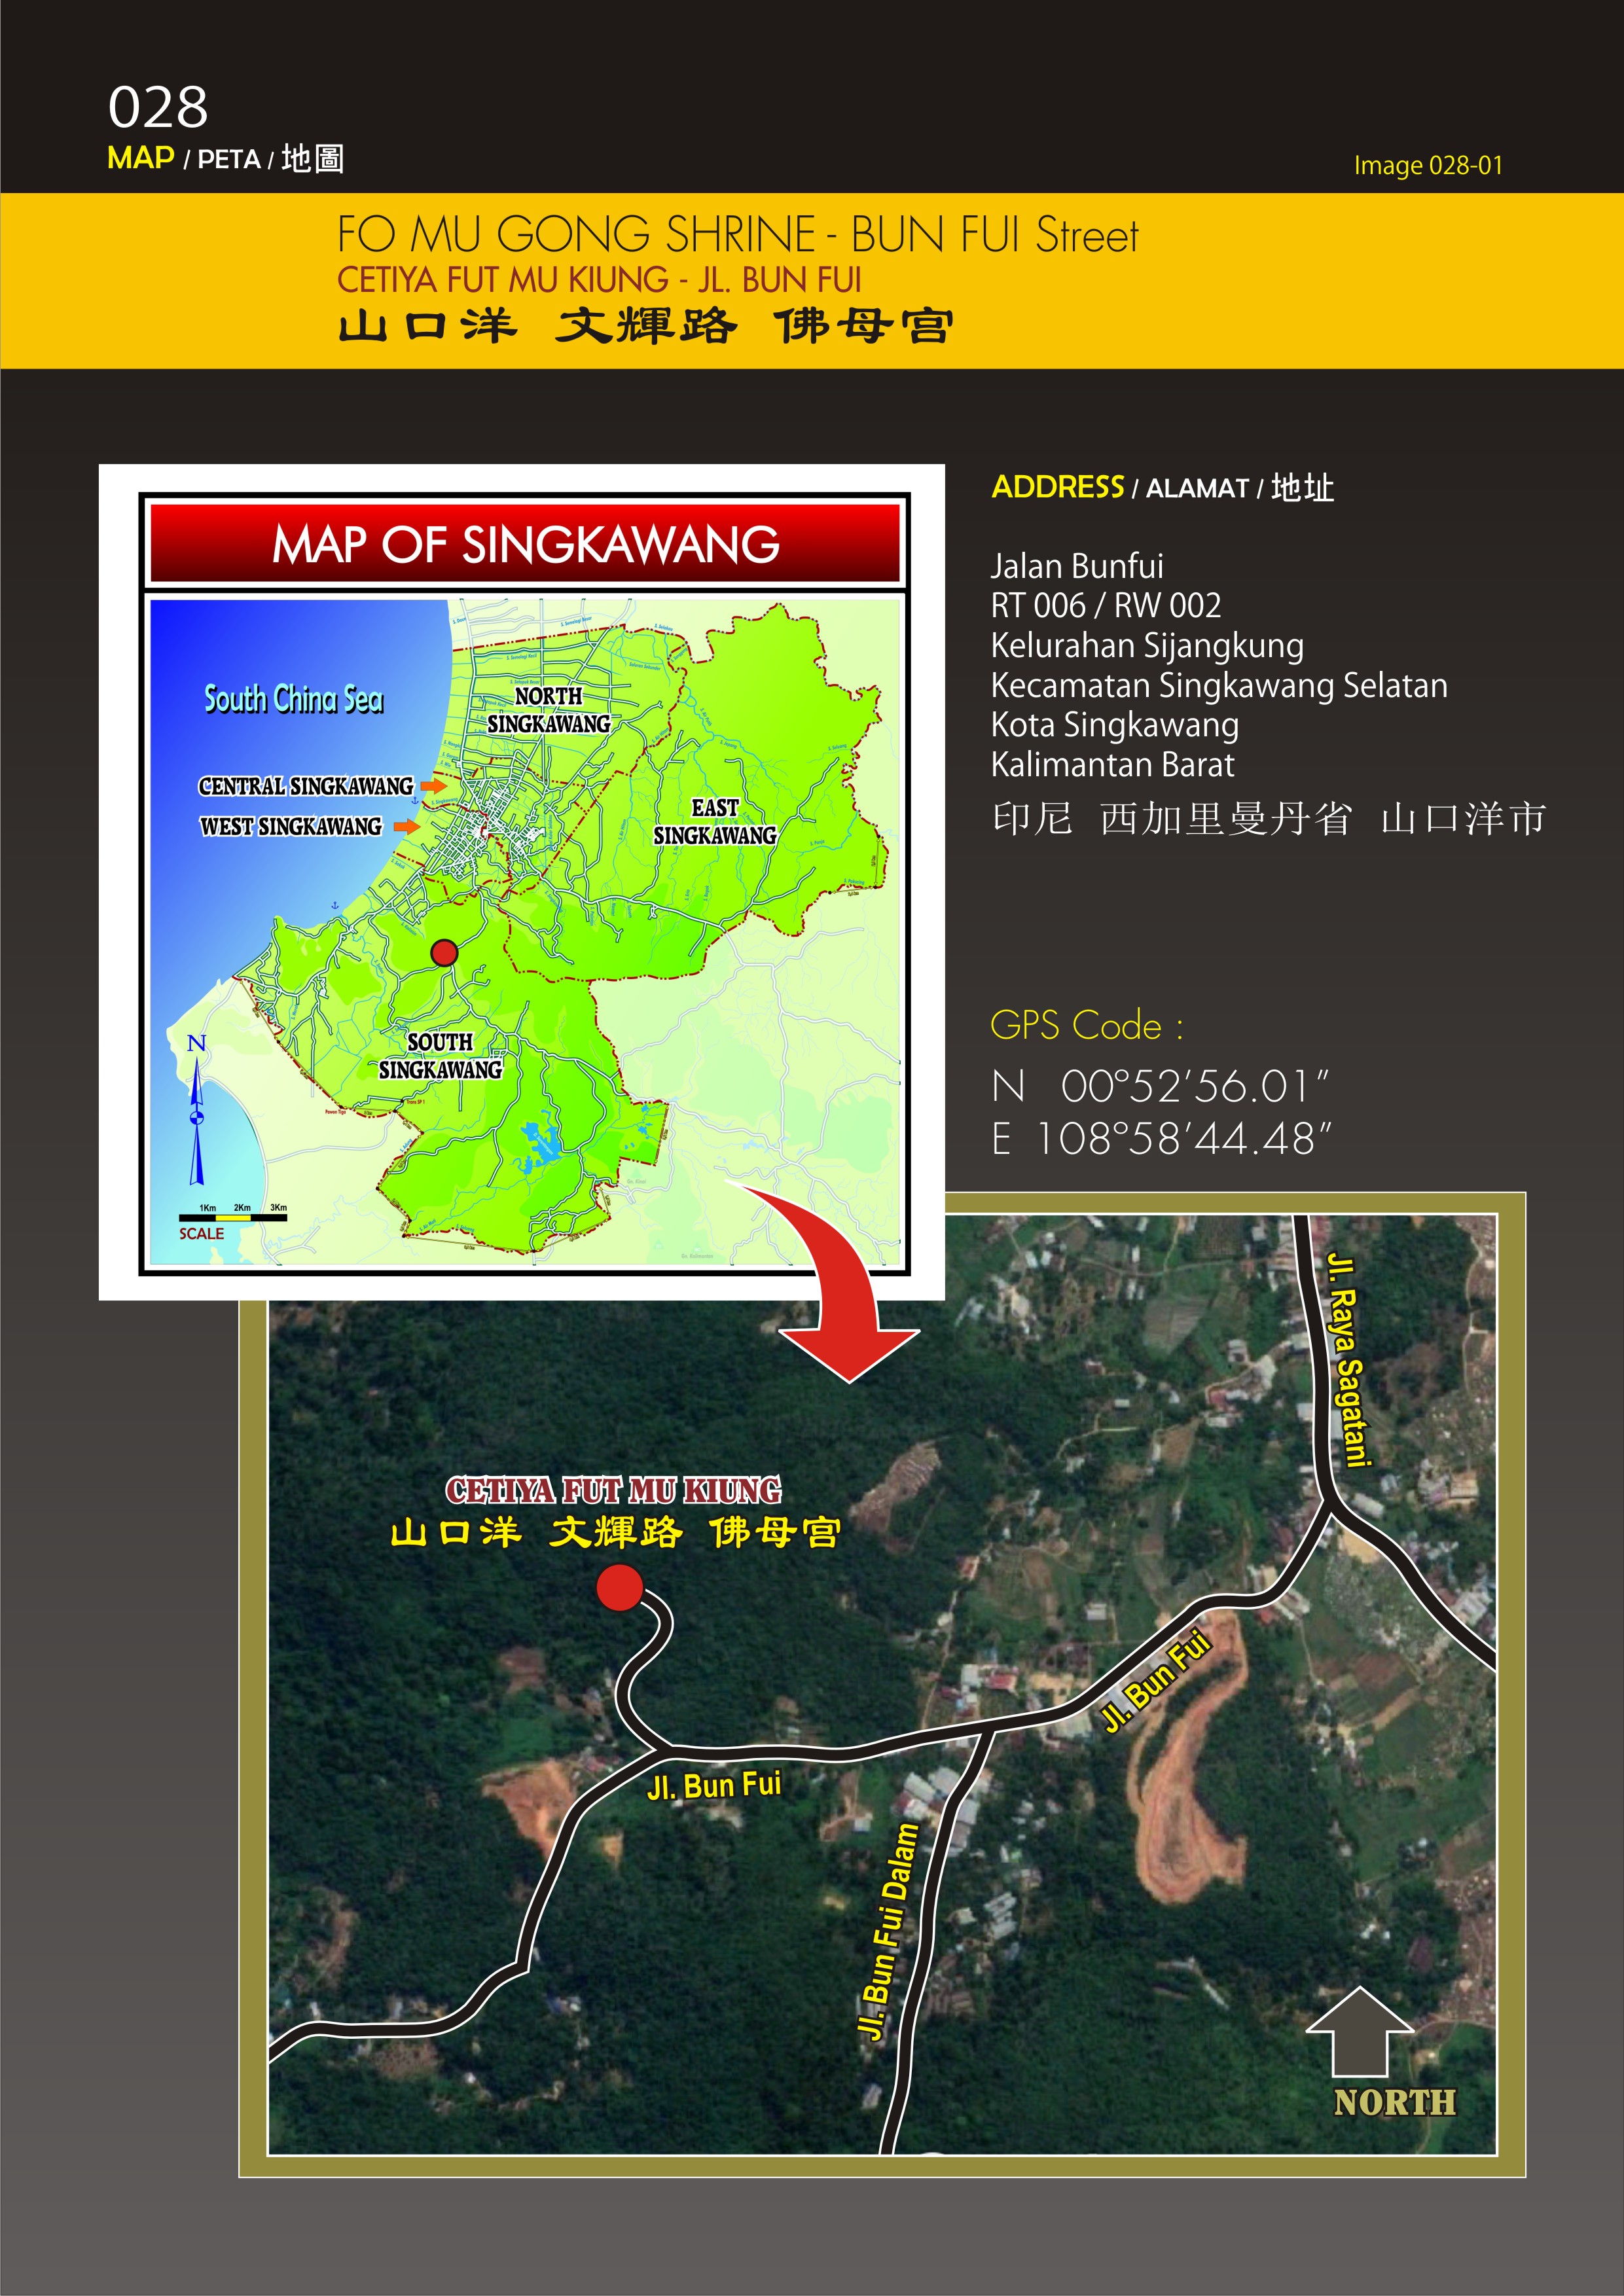 028
MAP / PETA / 地圖
Image 028-01
FO MU GONG SHRINE - BUN FUI Street
CETIYA FUT MU KIUNG - JL. BUN FUI
山口洋 文輝路 佛母宮
MAP OF SINGKAWANG
South China Sea
NORTH
SINGKAWANG
CENTRAL SINGKAWANG
WEST SINGKAWANG
EAST
SINGKAWANG
SOUTH
SINGKAWANG
N
1Km 2Km 3Km
SCALE
ADDRESS / ALAMAT / 地址
Jalan Bunfui
RT 006 / RW 002
Kelurahan Sijangkung
Kecamatan Singkawang Selatan
Kota Singkawang
Kalimantan Barat
印尼 西加里曼丹省 山口洋市
GPS Code :
N 00°52’56.01”
E 108°58’44.48”
Jl. Raya Sagatani
CETIYA FUT MU KIUNG
山口洋 文輝路 佛母宮
Jl. Bun Fui
Jl. Bun Fui
Jl. Bun Fui Dalam
NORTH